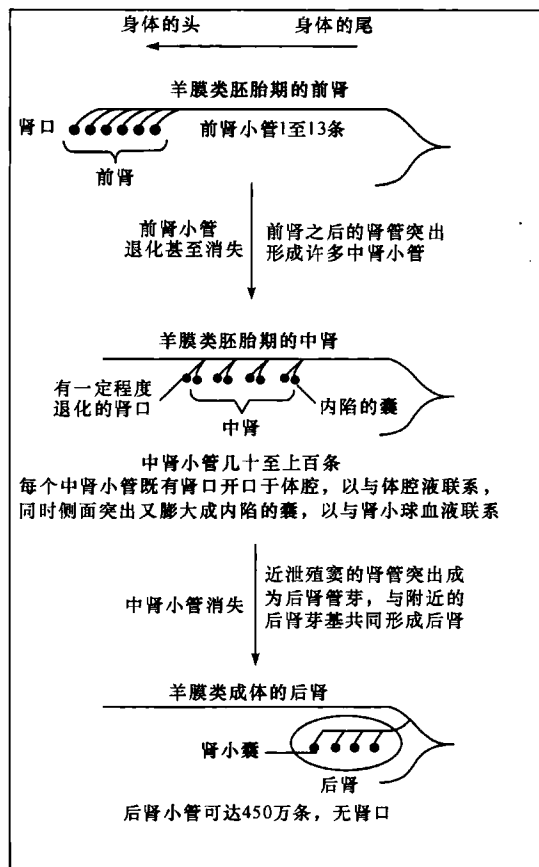 身体的头 身体的尾
羊膜类胚胎期的前肾
肾口 前肾小管1至13条
前肾
前肾小管 前肾之后的肾管突出
退化甚至消失 形成许多中肾小管
羊膜类胚胎期的中肾
有一定程度 内陷的囊
退化的肾口
中肾
中肾小管几十至上百条
每个中肾小管既有肾口开口于体腔，以与体腔液联系，
同时侧面突出又膨大成内陷的囊，以与肾小球血液联系
近泄殖窦的肾管突出成
中肾小管消失 为后肾管芽，与附近的
后肾芽基共同形成后肾
羊膜类成体的后肾
肾小囊
后肾
后肾小管可达450万条，无肾口